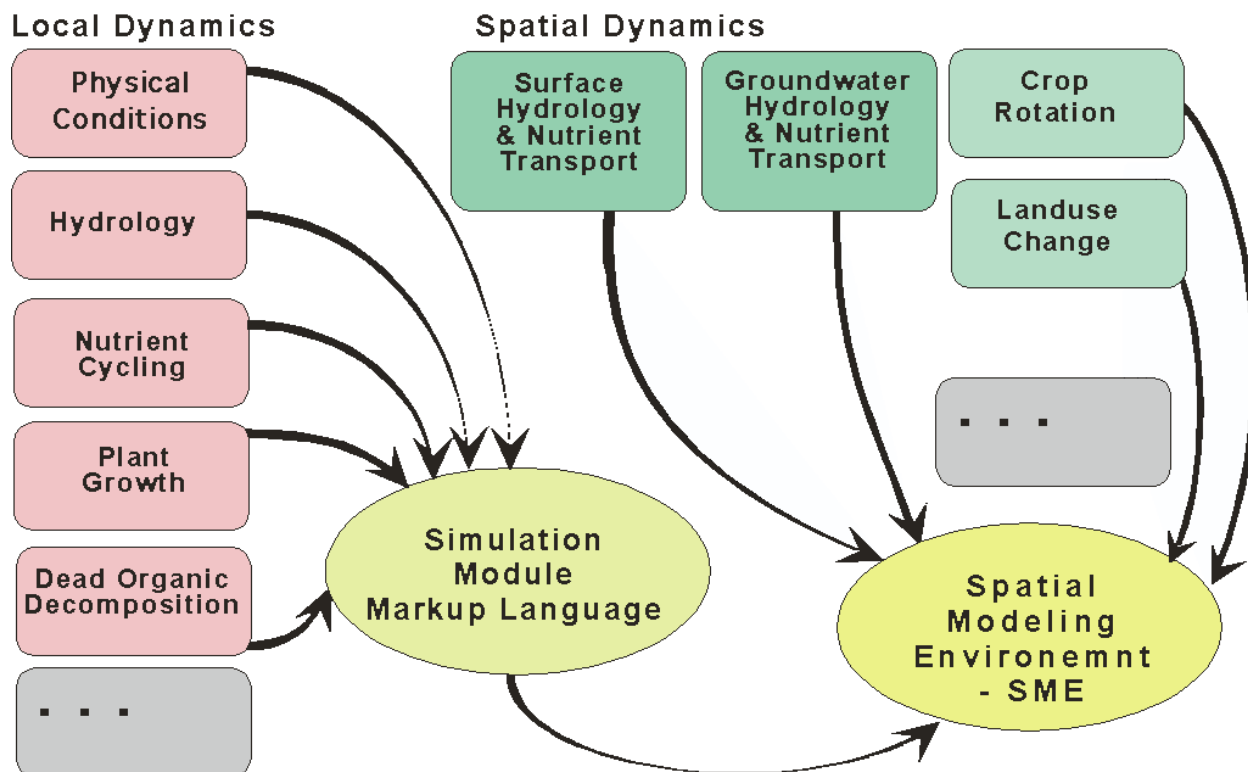 Local Dynamics
Physical
Conditions
Hydrology
Nutrient
Cycling
Plant
Growth
Dead Organic
Decomposition
. . .
Simulation
Module
Markup Language
Spatial Dynamics
Surface
Hydrology
& Nutrient
Transport
Groundwater
Hydrology
& Nutrient
Transport
Crop
Rotation
Landuse
Change
. . .
Spatial
Modeling
Environemnt
- SME